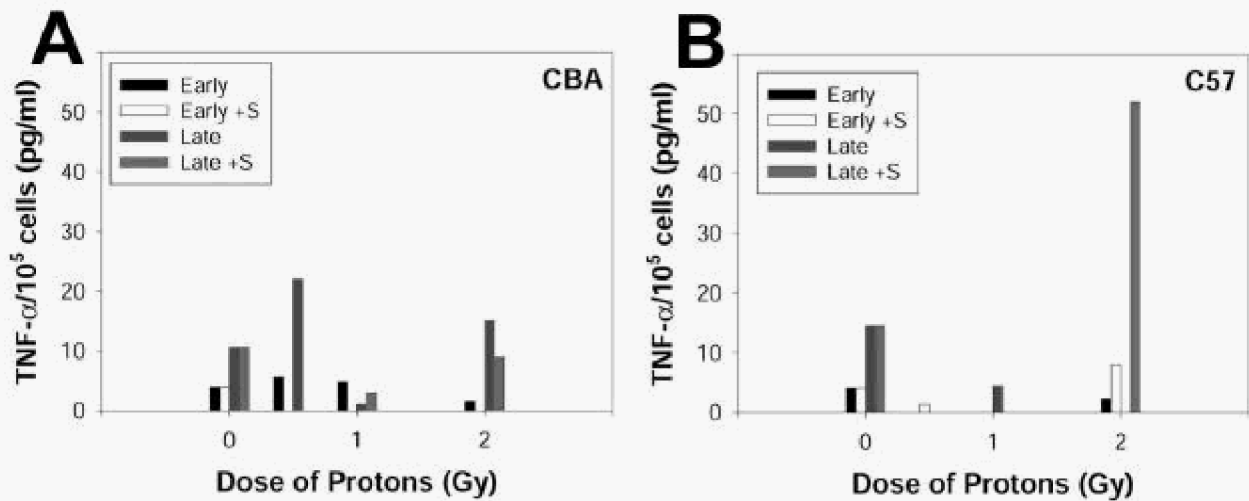 A
CBA
Early
Early +S
Late
Late +S
TNF-α/10⁵ cells (pg/ml)
50
40
30
20
10
0
0 1 2
Dose of Protons (Gy)
B
C57
Early
Early +S
Late
Late +S
TNF-α/10⁵ cells (pg/ml)
50
40
30
20
10
0
0 1 2
Dose of Protons (Gy)